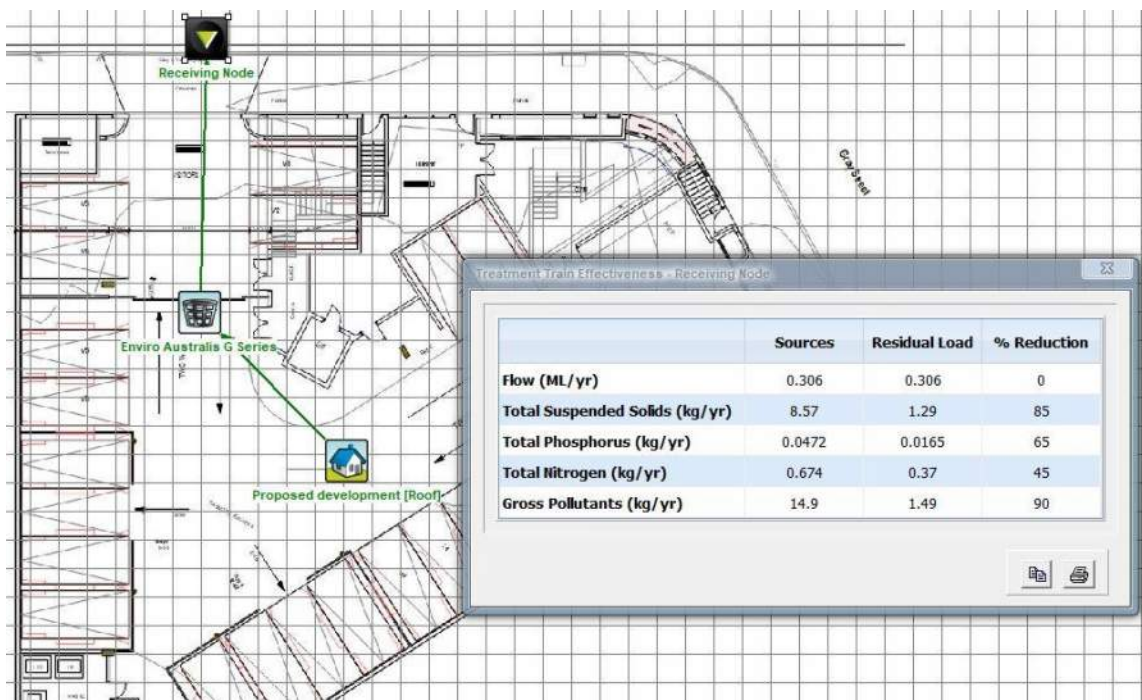 Receiving Node
VISITORS
Gray Street
Enviro Australis G Series
Proposed development [Roof]
Treatment Train Effectiveness - Receiving Node
Sources Residual Load % Reduction
Flow (ML/yr) 0.306 0.306 0
Total Suspended Solids (kg/yr) 8.57 1.29 85
Total Phosphorus (kg/yr) 0.0472 0.0165 65
Total Nitrogen (kg/yr) 0.674 0.37 45
Gross Pollutants (kg/yr) 14.9 1.49 90